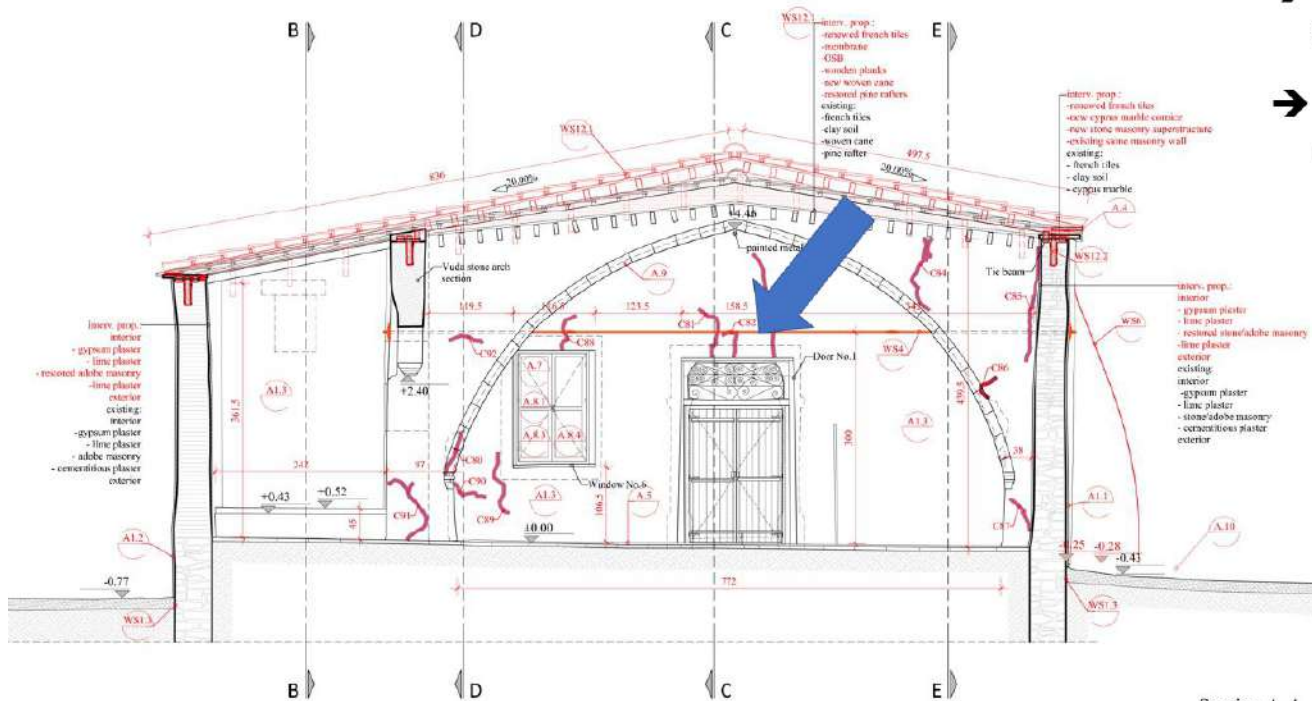 B
D
C
E
WS12.1
interv. prop.:
-renewed french tiles
-membrane
-OSB
-wooden planks
-new woven cane
-restored pine rafters
existing:
-french tiles
-clay soil
-woven cane
-pine rafter
interv. prop.:
-renewed french tiles
-new cyprus marble cornice
-new stone masonry superstracture
-existing stone masonry wall
existing:
- french tiles
- clay soil
- cyprus marble
WS12.1
836
20.00%
497.5
20.00%
A.4
+4.46
painted metal
Vuda stone arch
section
A.9
C84
Tie beam
WS12.2
C85
119.5
116.5
123.5
158.5
interv. prop.:
interior
- gypsum plaster
- lime plaster
- restored adobe masonry
-lime plaster
exterior
existing:
interior
-gypsum plaster
- lime plaster
- adobe masonry
- cementitious plaster
exterior
interv. prop.:
interior
- gypsum plaster
- lime plaster
- restored stone/adobe masonry
-lime plaster
exterior
existing:
interior
-gypsum plaster
- lime plaster
- stone/adobe masonry
- cementitious plaster
exterior
C81
C82
C88
C92
WS4
WS6
Door No.1
A.7
C86
+2.40
A1.3
361.5
A.8.1
439.5
A.8.3
A.8.4
A1.3
300
242
97
C80
38
C90
Window No.6
+0.43
+0.52
A1.3
A.5
106.5
C91
C89
45
±0.00
C87
A1.1
A.10
A1.2
-0.25
-0.28
-0.43
-0.77
772
WS1.3
WS1.3
B
D
C
E